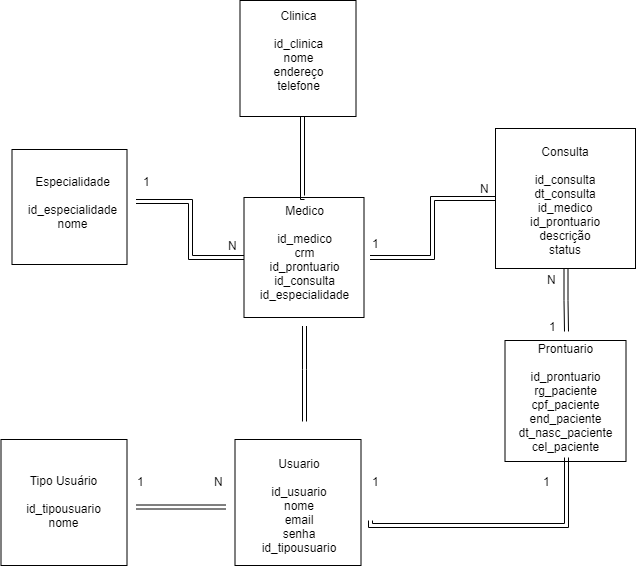 Clinica
id_clinica
nome
endereço
telefone
Especialidade
id_especialidade
nome
1
N
Medico
id_medico
crm
id_prontuario
id_consulta
id_especialidade
1
N
Consulta
id_consulta
dt_consulta
id_medico
id_prontuario
descrição
status
N
1
Prontuario
id_prontuario
rg_paciente
cpf_paciente
end_paciente
dt_nasc_paciente
cel_paciente
Tipo Usuário
id_tipousuario
nome
1
N
Usuario
id_usuario
nome
email
senha
id_tipousuario
1
1